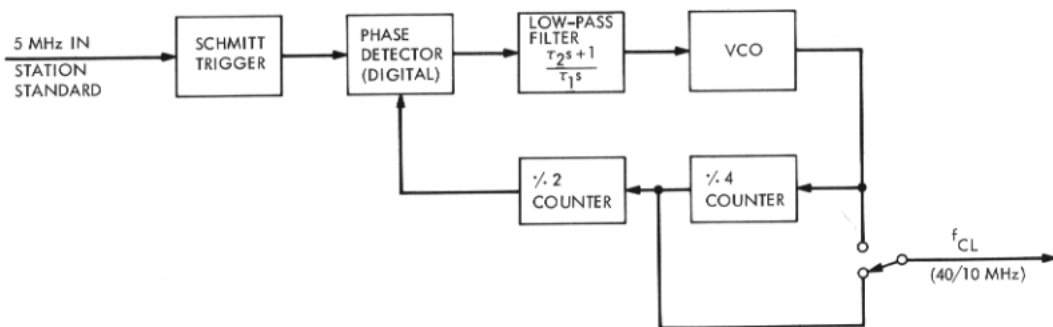 5 MHz IN
STATION
STANDARD
SCHMITT
TRIGGER
PHASE
DETECTOR
(DIGITAL)
LOW-PASS
FILTER
τ2s + 1
τ1s
VCO
·/. 2
COUNTER
·/. 4
COUNTER
fCL
(40/10 MHz)